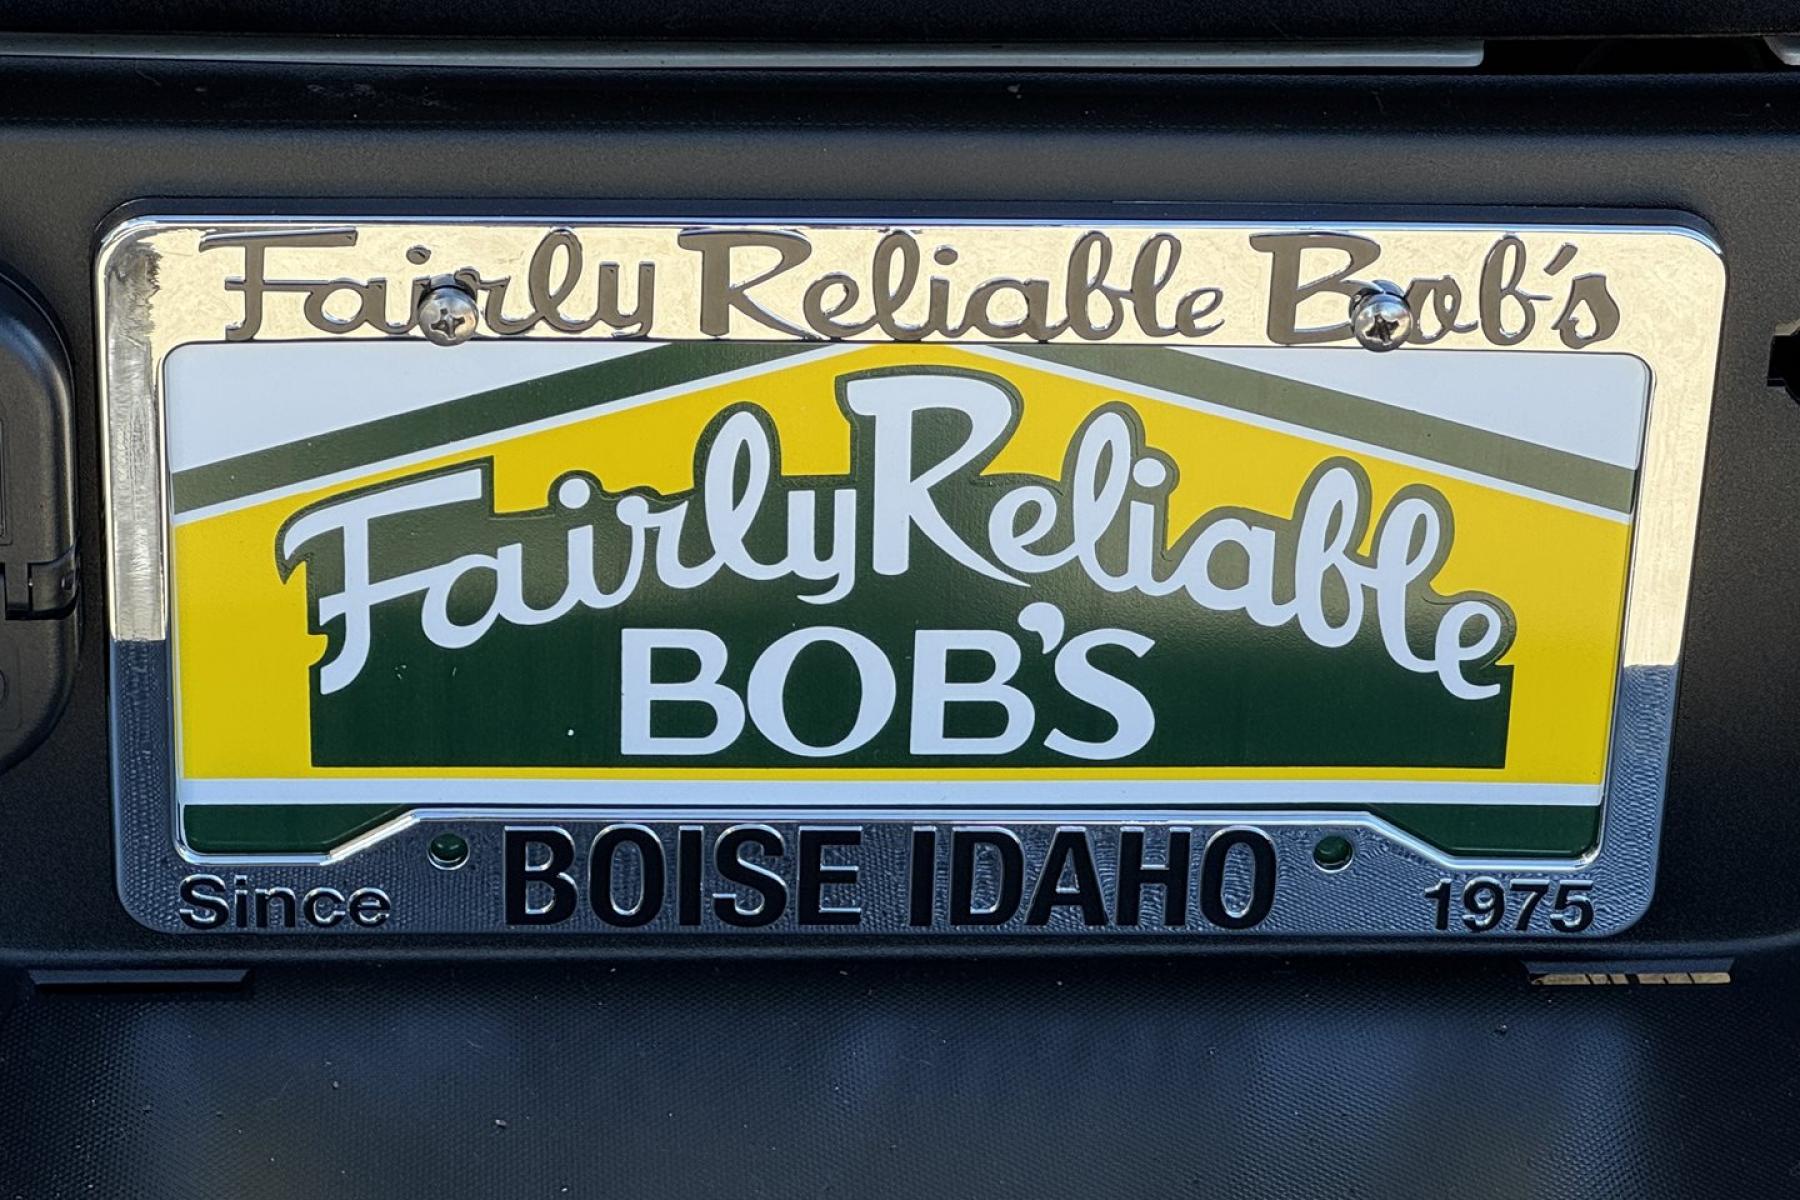 Fairly Reliable Bob's
Fairly Reliable
BOB'S
BOISE IDAHO
Since 1975